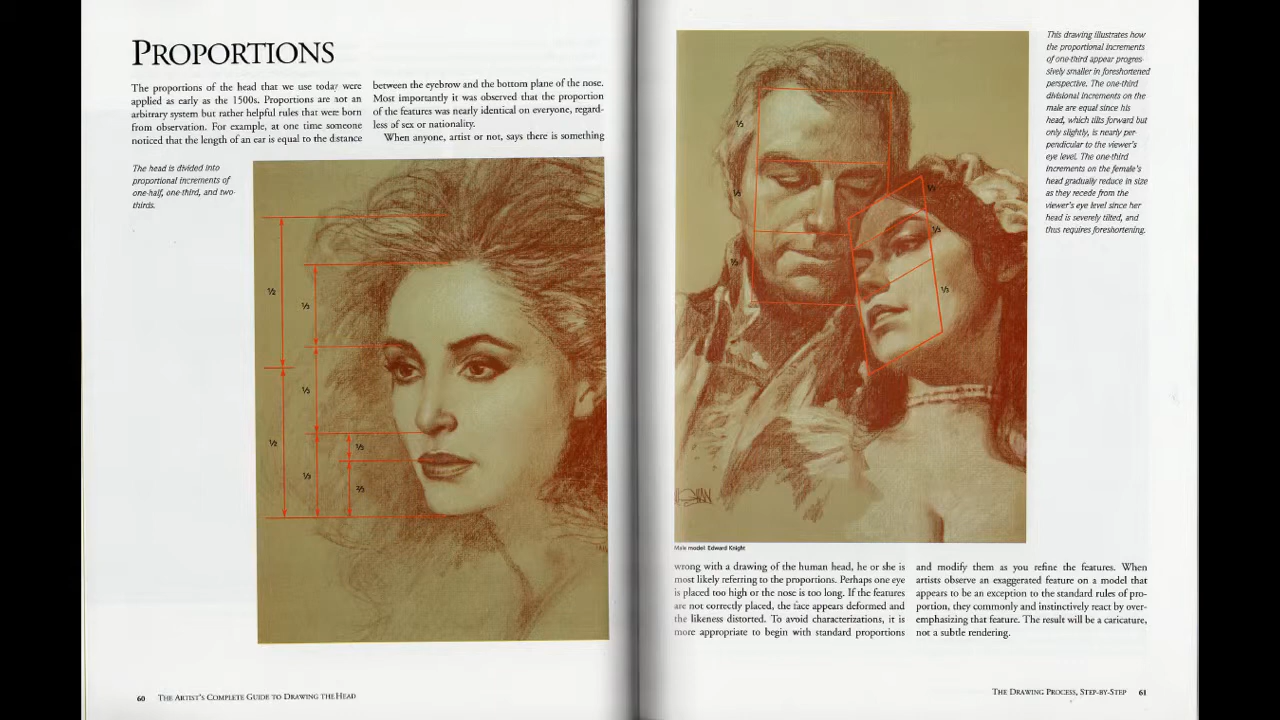 PROPORTIONS
The proportions of the head that we use today were
applied as early as the 1500s. Proportions are not an
arbitrary system but rather helpful rules that were born
from observation. For example, at one time someone
noticed that the length of an ear is equal to the distance
between the eyebrow and the bottom plane of the nose.
Most importantly it was observed that the proportion
of the features was nearly identical on everyone, regard-
less of sex or nationality.
When anyone, artist or not, says there is something
The head is divided into
proportional increments of
one-half, one-third, and two-
thirds.
½
⅓
⅓
½
⅓
⅓
⅔
60 THE ARTIST'S COMPLETE GUIDE TO DRAWING THE HEAD
⅓
⅓
⅓
⅓
⅓
⅓
This drawing illustrates how
the proportional increments
of one-third appear progres-
sively smaller in foreshortened
perspective. The one-third
divisional increments on the
male are equal since his
head, which tilts forward but
only slightly, is nearly per-
pendicular to the viewer's
eye level. The one-third
increments on the female's
head gradually reduce in size
as they recede from the
viewer's eye level since her
head is severely tilted, and
thus requires foreshortening.
Male model: Edward Knight
wrong with a drawing of the human head, he or she is
most likely referring to the proportions. Perhaps one eye
is placed too high or the nose is too long. If the features
are not correctly placed, the face appears deformed and
the likeness distorted. To avoid characterizations, it is
more appropriate to begin with standard proportions
and modify them as you refine the features. When
artists observe an exaggerated feature on a model that
appears to be an exception to the standard rules of pro-
portion, they commonly and instinctively react by over-
emphasizing that feature. The result will be a caricature,
not a subtle rendering.
THE DRAWING PROCESS, STEP-BY-STEP 61